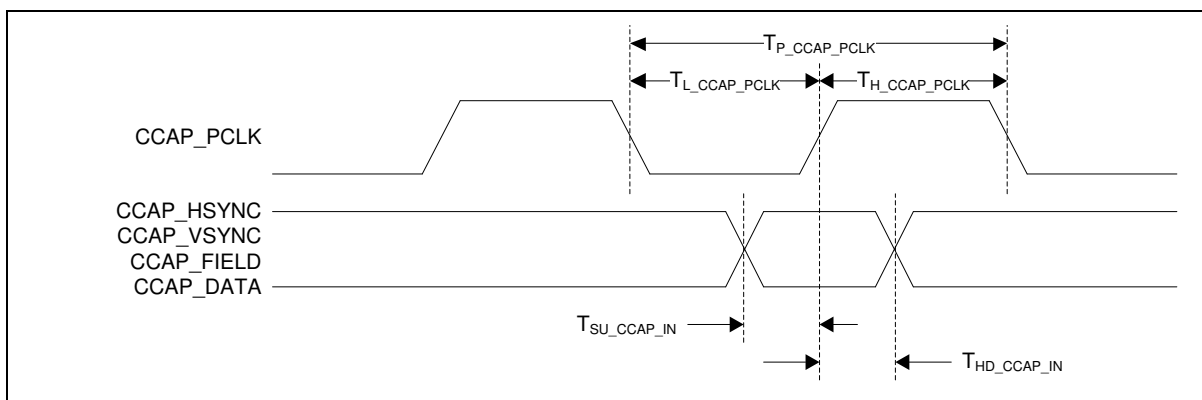 T_P_CCAP_PCLK
T_L_CCAP_PCLK T_H_CCAP_PCLK
CCAP_PCLK
CCAP_HSYNC
CCAP_VSYNC
CCAP_FIELD
CCAP_DATA
T_SU_CCAP_IN
T_HD_CCAP_IN